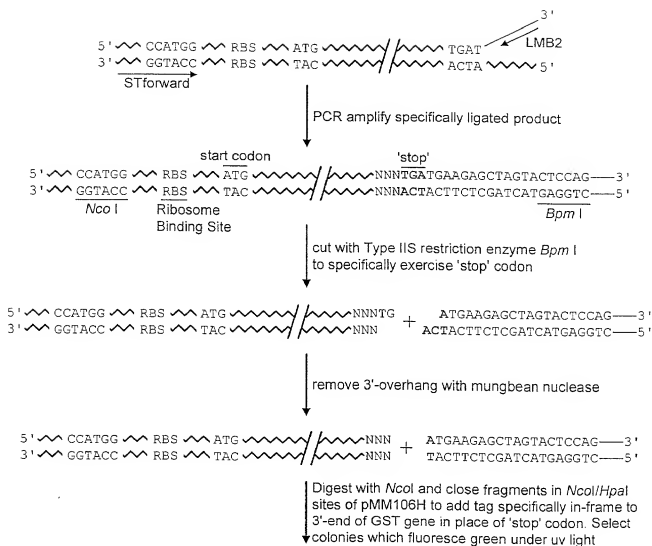 3'
5' CCATGG RBS ATG TGAT LMB2
3' GGTACC RBS TAC ACTA 5'
STforward
PCR amplify specifically ligated product
start codon 'stop'
5' CCATGG RBS ATG NNNTGATGAAGAGCTAGTACTCCAG 3'
3' GGTACC RBS TAC NNNACTACTTCTCGATCATGAGGTC 5'
Nco I Ribosome Bpm I
Binding Site
cut with Type IIS restriction enzyme Bpm I
to specifically exercise 'stop' codon
5' CCATGG RBS ATG NNNTG + ATGAAGAGCTAGTACTCCAG 3'
3' GGTACC RBS TAC NNN ACTACTTCTCGATCATGAGGTC 5'
remove 3'-overhang with mungbean nuclease
5' CCATGG RBS ATG NNN + ATGAAGAGCTAGTACTCCAG 3'
3' GGTACC RBS TAC NNN TACTTCTCGATCATGAGGTC 5'
Digest with NcoI and close fragments in NcoI/HpaI
sites of pMM106H to add tag specifically in-frame to
3'-end of GST gene in place of 'stop' codon. Select
colonies which fluoresce green under uv light